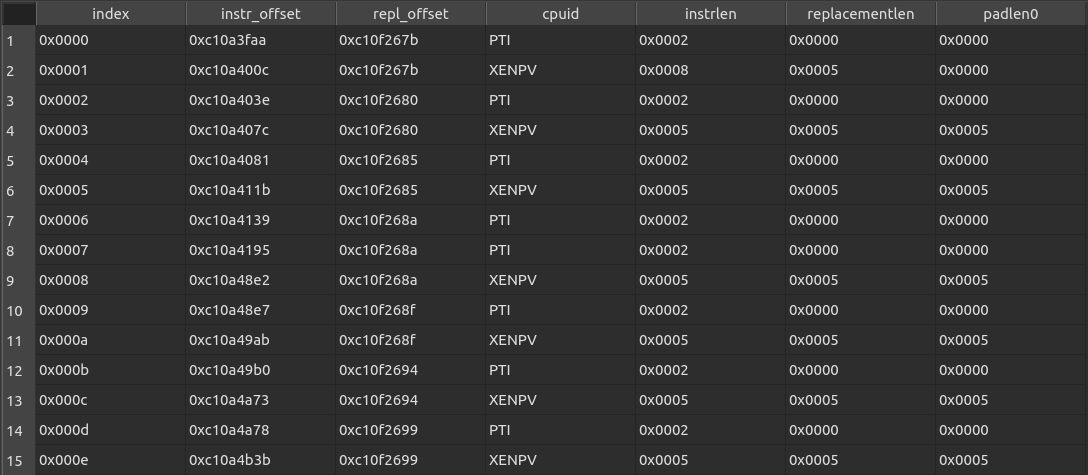 index instr_offset repl_offset cpuid instrlen replacementlen padlen0
1 0x0000 0xc10a3faa 0xc10f267b PTI 0x0002 0x0000 0x0000
2 0x0001 0xc10a400c 0xc10f267b XENPV 0x0008 0x0005 0x0000
3 0x0002 0xc10a403e 0xc10f2680 PTI 0x0002 0x0000 0x0000
4 0x0003 0xc10a407c 0xc10f2680 XENPV 0x0005 0x0005 0x0005
5 0x0004 0xc10a4081 0xc10f2685 PTI 0x0002 0x0000 0x0000
6 0x0005 0xc10a411b 0xc10f2685 XENPV 0x0005 0x0005 0x0005
7 0x0006 0xc10a4139 0xc10f268a PTI 0x0002 0x0000 0x0000
8 0x0007 0xc10a4195 0xc10f268a PTI 0x0002 0x0000 0x0000
9 0x0008 0xc10a48e2 0xc10f268a XENPV 0x0005 0x0005 0x0005
10 0x0009 0xc10a48e7 0xc10f268f PTI 0x0002 0x0000 0x0000
11 0x000a 0xc10a49ab 0xc10f268f XENPV 0x0005 0x0005 0x0005
12 0x000b 0xc10a49b0 0xc10f2694 PTI 0x0002 0x0000 0x0000
13 0x000c 0xc10a4a73 0xc10f2694 XENPV 0x0005 0x0005 0x0005
14 0x000d 0xc10a4a78 0xc10f2699 PTI 0x0002 0x0000 0x0000
15 0x000e 0xc10a4b3b 0xc10f2699 XENPV 0x0005 0x0005 0x0005